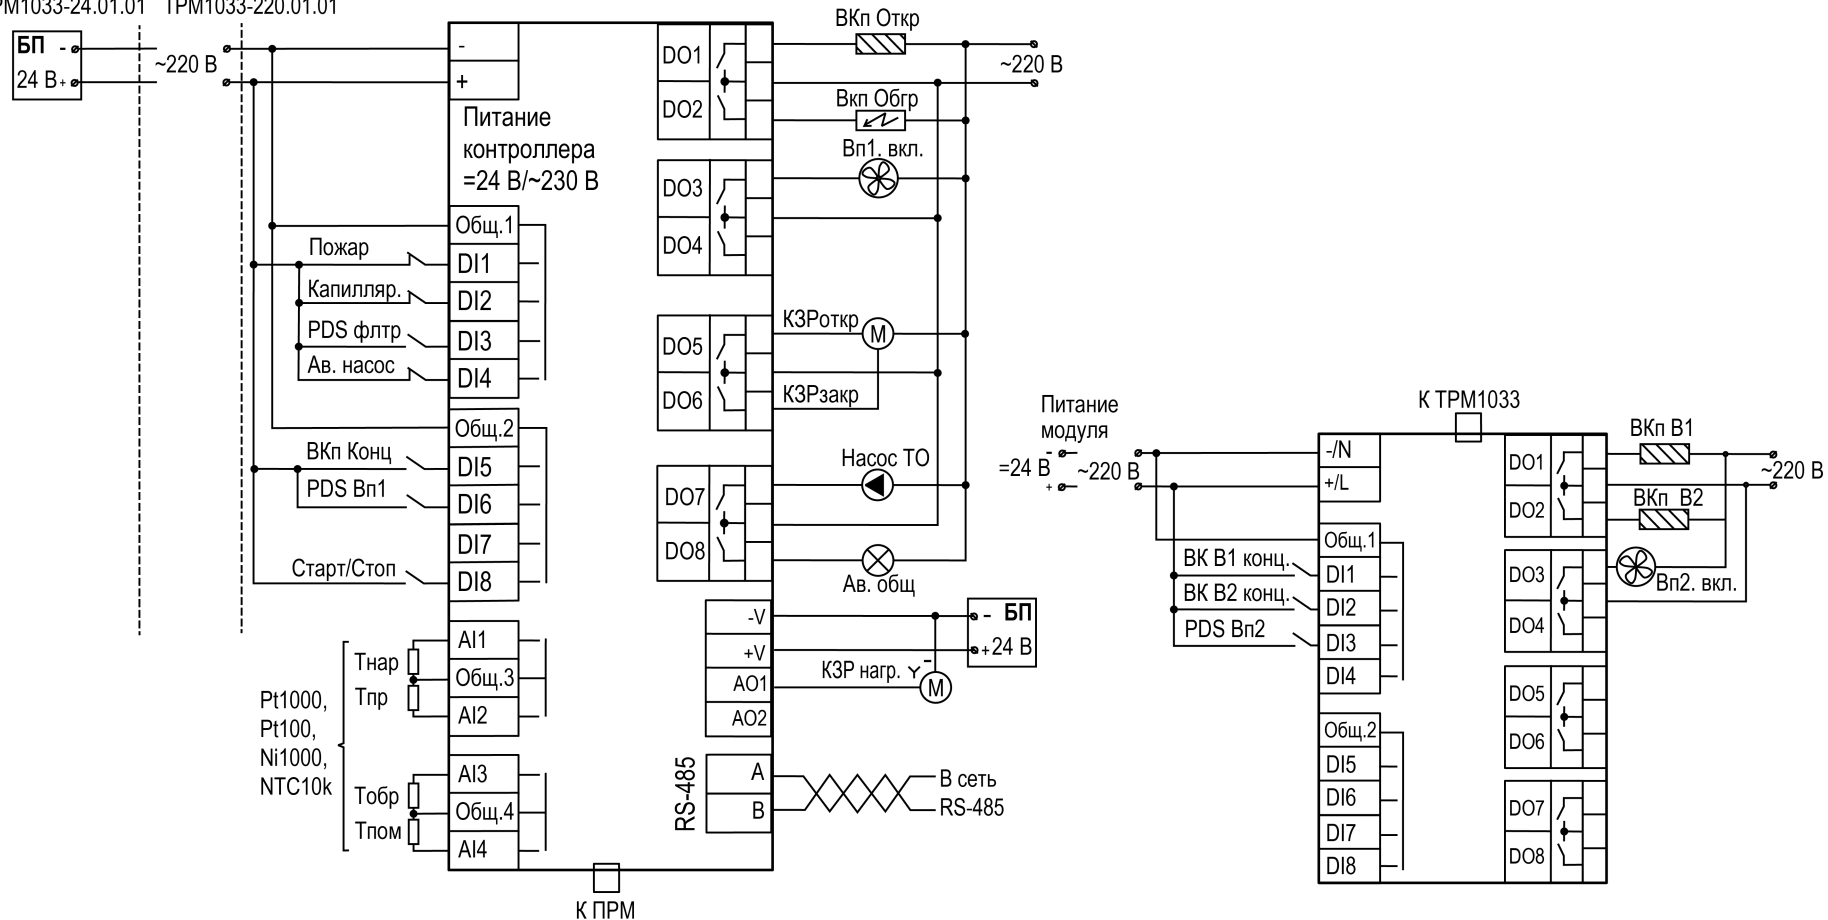 ТРМ1033-220.01.01
БП
-
24 В
+
~220 В
-
+
Питание
контроллера
=24 В/~230 В
Общ.1
Пожар
DI1
Капилляр.
DI2
PDS флтр
DI3
Ав. насос
DI4
Общ.2
ВКп Конц
DI5
PDS Вп1
DI6
DI7
Старт/Стоп
DI8
AI1
Тнар
Общ.3
Тпр
AI2
Pt1000,
Pt100,
Ni1000,
NTC10k
AI3
Тобр
Общ.4
Тпом
AI4
К ПРМ
DO1
DO2
DO3
DO4
DO5
DO6
DO7
DO8
ВКп Откр
~220 В
Вкп Обгр
Вп1. вкл.
КЗРоткр
М
КЗРзакр
Насос ТО
Ав. общ
-V
+V
AO1
AO2
- БП
+24 В
КЗР нагр.
Y
-
М
RS-485
A
B
В сеть
RS-485
Питание
модуля
-
=24 В
+
~220 В
К ТРМ1033
-/N
+/L
Общ.1
ВК В1 конц.
DI1
ВК В2 конц.
DI2
PDS Вп2
DI3
DI4
Общ.2
DI5
DI6
DI7
DI8
DO1
DO2
DO3
DO4
DO5
DO6
DO7
DO8
ВКп В1
~220 В
ВКп В2
Вп2. вкл.